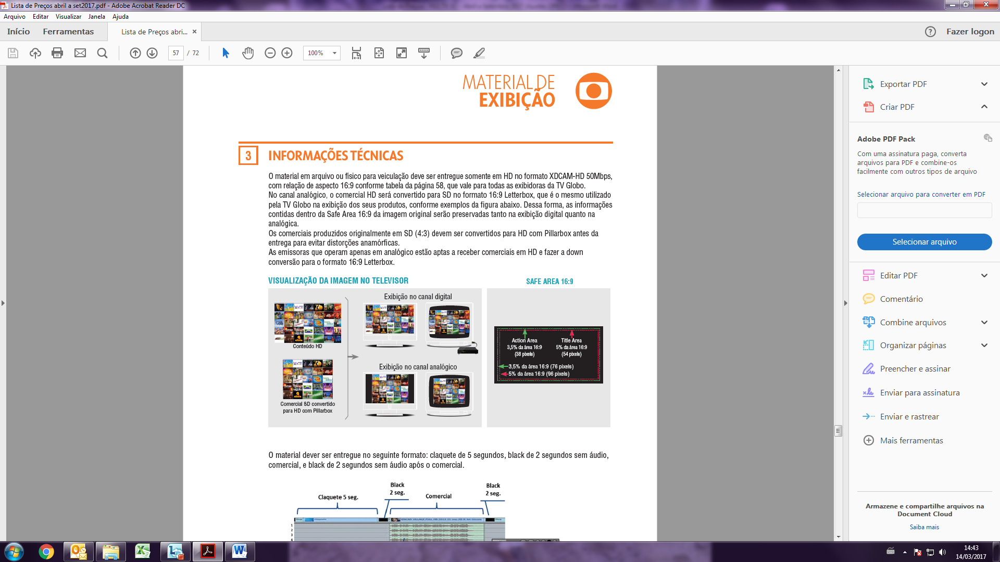 Lista de Preços abril a set2017.pdf - Adobe Acrobat Reader DC
Arquivo Editar Visualizar Janela Ajuda
Início Ferramentas Lista de Preços abri... × Fazer logon
57 / 72 100%
MATERIAL DE
EXIBIÇÃO
3 INFORMAÇÕES TÉCNICAS
O material em arquivo ou físico para veiculação deve ser entregue somente em HD no formato XDCAM-HD 50Mbps,
com relação de aspecto 16:9 conforme tabela da página 58, que vale para todas as exibidoras da TV Globo.
No canal analógico, o comercial HD será convertido para SD no formato 16:9 Letterbox, que é o mesmo utilizado
pela TV Globo na exibição dos seus produtos, conforme exemplos da figura abaixo. Dessa forma, as informações
contidas dentro da Safe Area 16:9 da imagem original serão preservadas tanto na exibição digital quanto na
analógica.
Os comerciais produzidos originalmente em SD (4:3) devem ser convertidos para HD com Pillarbox antes da
entrega para evitar distorções anamórficas.
As emissoras que operam apenas em analógico estão aptas a receber comerciais em HD e fazer a down
conversão para o formato 16:9 Letterbox.
VISUALIZAÇÃO DA IMAGEM NO TELEVISOR
Exibição no canal digital
Conteúdo HD
Exibição no canal analógico
Comercial SD convertido
para HD com Pillarbox
SAFE AREA 16:9
Action Area
3,5% da área 16:9
(38 pixels)
Title Area
5% da área 16:9
(54 pixels)
3,5% da área 16:9 (76 pixels)
5% da área 16:9 (96 pixels)
O material dever ser entregue no seguinte formato: claquete de 5 segundos, black de 2 segundos sem áudio,
comercial, e black de 2 segundos sem áudio após o comercial.
Claquete 5 seg.
Black
2 seg.
Comercial
Black
2 seg.
1
2
3
4
Exportar PDF
Criar PDF
Adobe PDF Pack
Com uma assinatura paga, converta
arquivos para PDF e combine-os
facilmente com outros tipos de arquivo
Selecionar arquivo para converter em PDF
Selecionar arquivo
Editar PDF
Comentário
Combine arquivos
Organizar páginas
Preencher e assinar
Enviar para assinatura
Enviar e rastrear
Mais ferramentas
Armazene e compartilhe arquivos na
Document Cloud
Saiba mais
14:43
14/03/2017